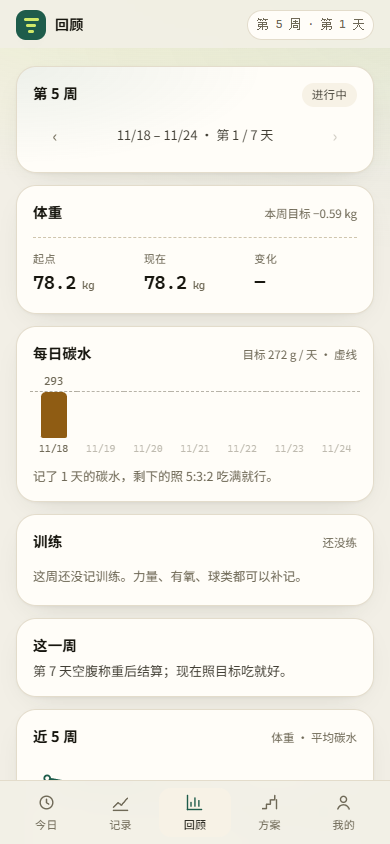 回顾
第 5 周 · 第 1 天
第 5 周
进行中
‹
11/18 – 11/24 · 第 1 / 7 天
›
体重
本周目标 −0.59 kg
起点
现在
变化
78.2 kg
78.2 kg
—
每日碳水
目标 272 g / 天 · 虚线
293
11/18
11/19
11/20
11/21
11/22
11/23
11/24
记了 1 天的碳水，剩下的照 5:3:2 吃满就行。
训练
还没练
这周还没记训练。力量、有氧、球类都可以补记。
这一周
第 7 天空腹称重后结算；现在照目标吃就好。
近 5 周
体重 · 平均碳水
今日
记录
回顾
方案
我的